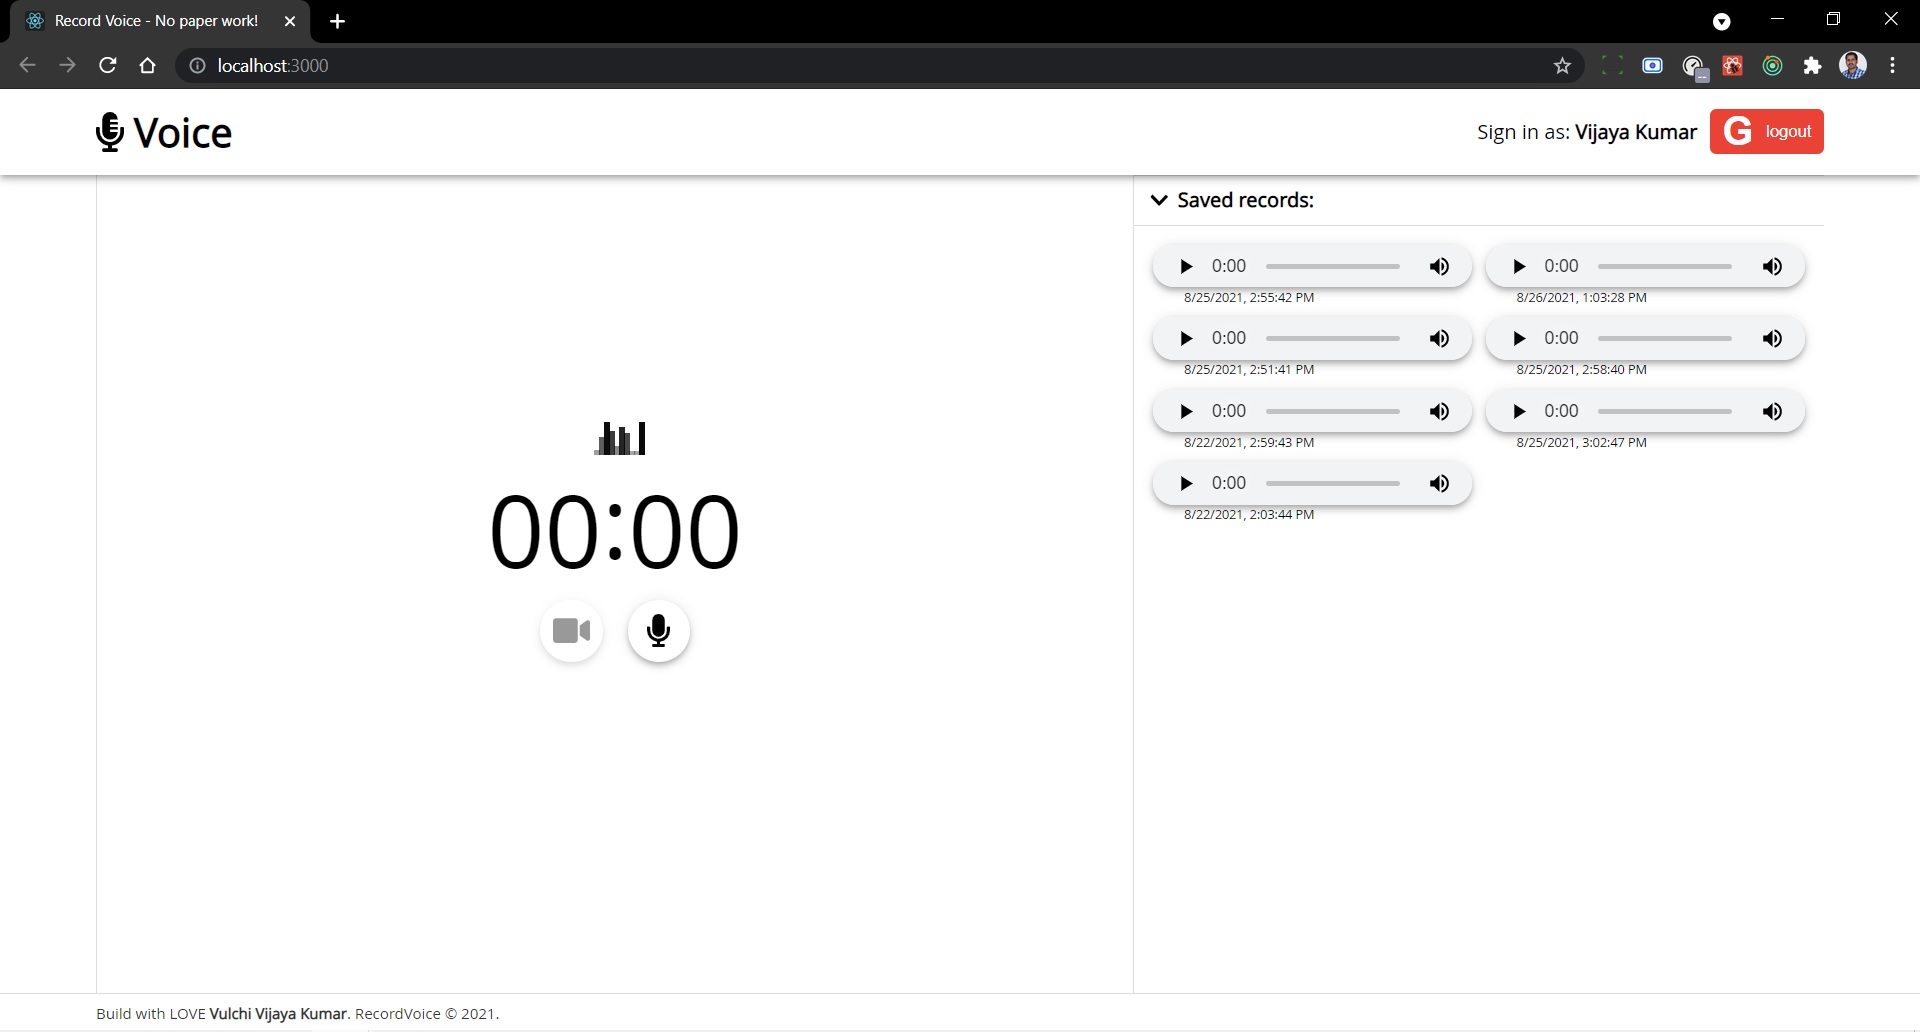 Record Voice - No paper work!
localhost:3000
Voice
Sign in as: Vijaya Kumar
G logout
Saved records:
0:00 0:00
8/25/2021, 2:55:42 PM 8/26/2021, 1:03:28 PM
0:00 0:00
8/25/2021, 2:51:41 PM 8/25/2021, 2:58:40 PM
0:00 0:00
8/22/2021, 2:59:43 PM 8/25/2021, 3:02:47 PM
0:00
8/22/2021, 2:03:44 PM
00:00
Build with LOVE Vulchi Vijaya Kumar. RecordVoice © 2021.